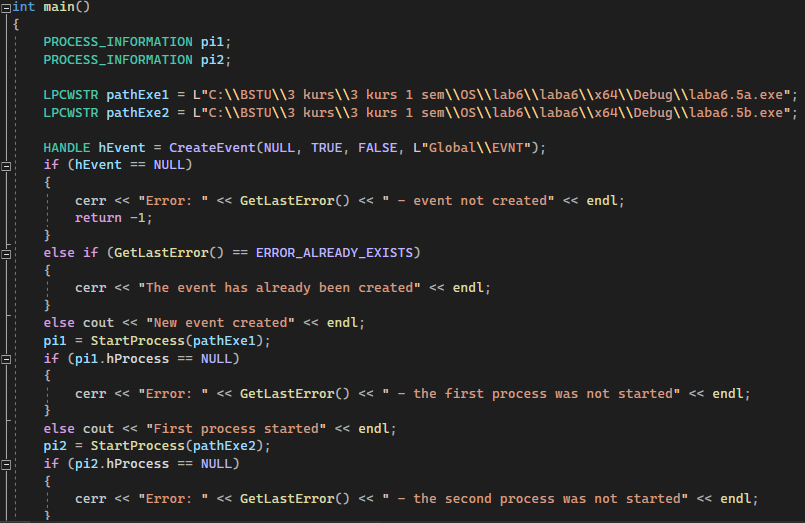 int main()
{
    PROCESS_INFORMATION pi1;
    PROCESS_INFORMATION pi2;

    LPCWSTR pathExe1 = L"C:\\BSTU\\3 kurs\\3 kurs 1 sem\\OS\\lab6\\laba6\\x64\\Debug\\laba6.5a.exe";
    LPCWSTR pathExe2 = L"C:\\BSTU\\3 kurs\\3 kurs 1 sem\\OS\\lab6\\laba6\\x64\\Debug\\laba6.5b.exe";

    HANDLE hEvent = CreateEvent(NULL, TRUE, FALSE, L"Global\\EVNT");
    if (hEvent == NULL)
    {
        cerr << "Error: " << GetLastError() << " - event not created" << endl;
        return -1;
    }
    else if (GetLastError() == ERROR_ALREADY_EXISTS)
    {
        cerr << "The event has already been created" << endl;
    }
    else cout << "New event created" << endl;
    pi1 = StartProcess(pathExe1);
    if (pi1.hProcess == NULL)
    {
        cerr << "Error: " << GetLastError() << " - the first process was not started" << endl;
    }
    else cout << "First process started" << endl;
    pi2 = StartProcess(pathExe2);
    if (pi2.hProcess == NULL)
    {
        cerr << "Error: " << GetLastError() << " - the second process was not started" << endl;
    }